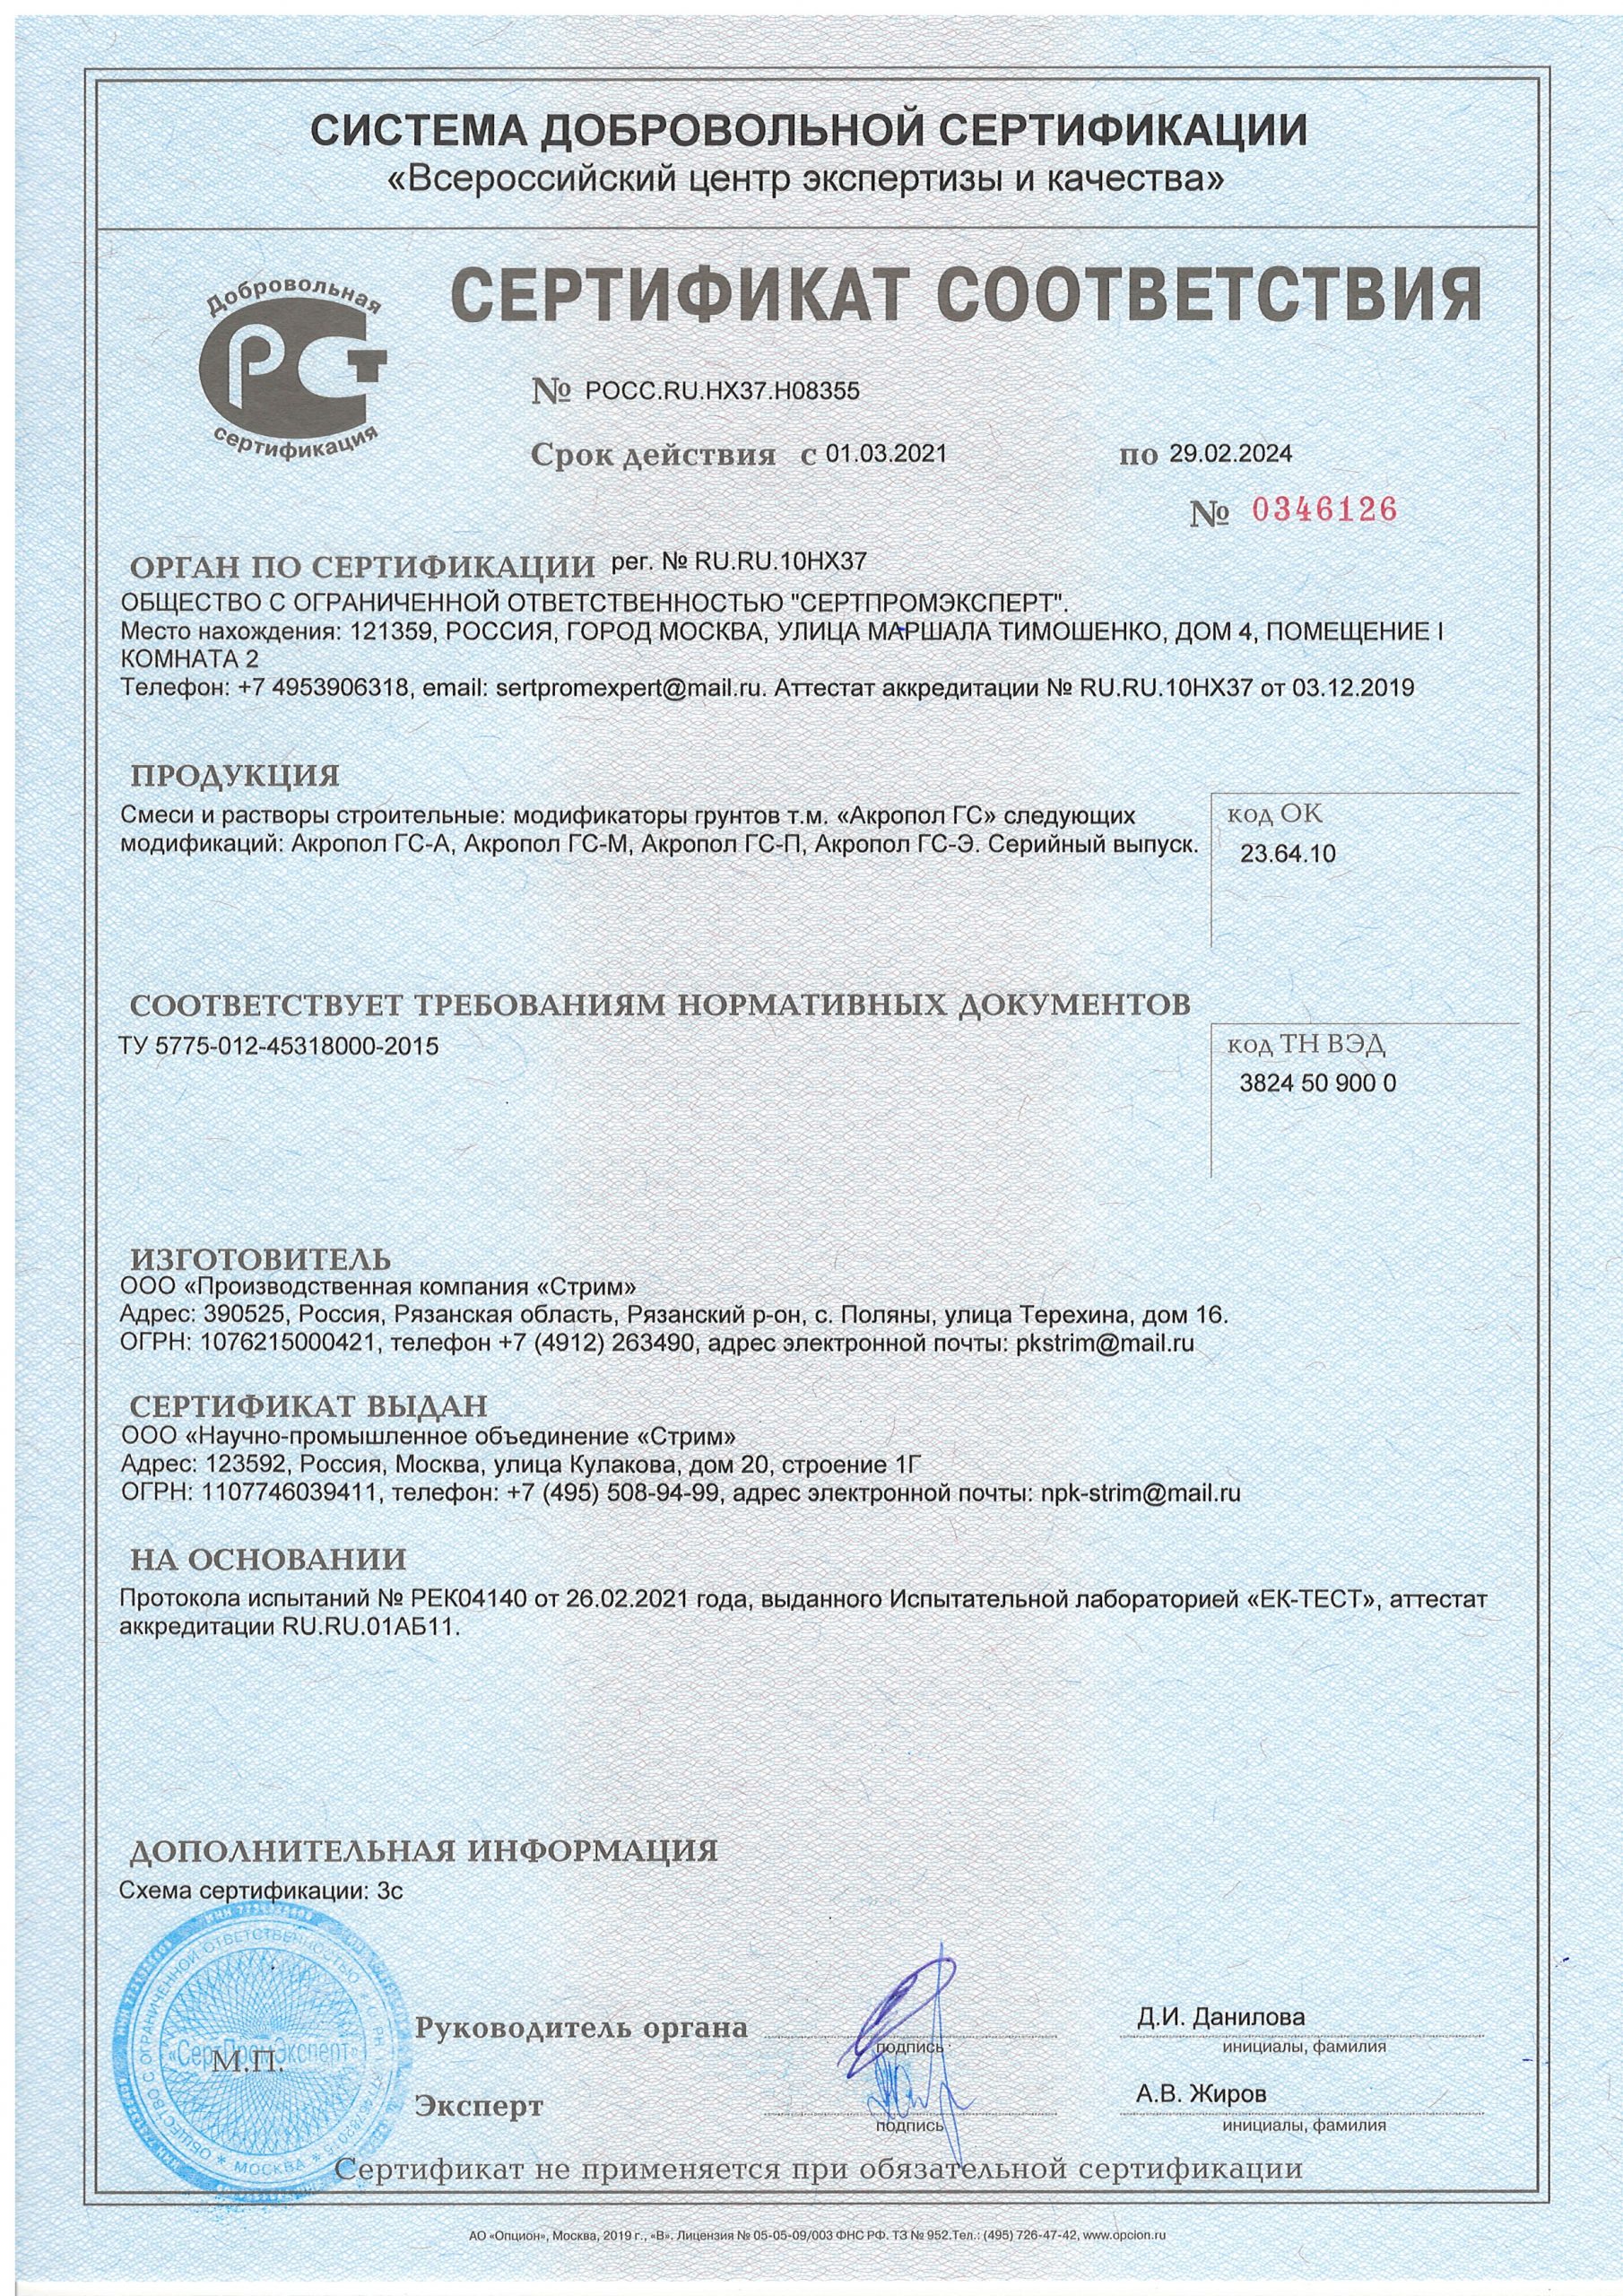 СИСТЕМА ДОБРОВОЛЬНОЙ СЕРТИФИКАЦИИ
«Всероссийский центр экспертизы и качества»
Добровольная
РСТ
сертификация
СЕРТИФИКАТ СООТВЕТСТВИЯ
№ РОСС.RU.НХ37.Н08355
Срок действия с 01.03.2021 по 29.02.2024
№ 0346126
ОРГАН ПО СЕРТИФИКАЦИИ рег. № RU.RU.10НХ37
ОБЩЕСТВО С ОГРАНИЧЕННОЙ ОТВЕТСТВЕННОСТЬЮ "СЕРТПРОМЭКСПЕРТ".
Место нахождения: 121359, РОССИЯ, ГОРОД МОСКВА, УЛИЦА МАРШАЛА ТИМОШЕНКО, ДОМ 4, ПОМЕЩЕНИЕ I
КОМНАТА 2
Телефон: +7 4953906318, email: sertpromexpert@mail.ru. Аттестат аккредитации № RU.RU.10НХ37 от 03.12.2019
ПРОДУКЦИЯ
Смеси и растворы строительные: модификаторы грунтов т.м. «Акропол ГС» следующих
модификаций: Акропол ГС-А, Акропол ГС-М, Акропол ГС-П, Акропол ГС-Э. Серийный выпуск.
код ОК
23.64.10
СООТВЕТСТВУЕТ ТРЕБОВАНИЯМ НОРМАТИВНЫХ ДОКУМЕНТОВ
ТУ 5775-012-45318000-2015
код ТН ВЭД
3824 50 900 0
ИЗГОТОВИТЕЛЬ
ООО «Производственная компания «Стрим»
Адрес: 390525, Россия, Рязанская область, Рязанский р-он, с. Поляны, улица Терехина, дом 16.
ОГРН: 1076215000421, телефон +7 (4912) 263490, адрес электронной почты: pkstrim@mail.ru
СЕРТИФИКАТ ВЫДАН
ООО «Научно-промышленное объединение «Стрим»
Адрес: 123592, Россия, Москва, улица Кулакова, дом 20, строение 1Г
ОГРН: 1107746039411, телефон: +7 (495) 508-94-99, адрес электронной почты: npk-strim@mail.ru
НА ОСНОВАНИИ
Протокола испытаний № РЕК04140 от 26.02.2021 года, выданного Испытательной лабораторией «ЕК-ТЕСТ», аттестат
аккредитации RU.RU.01АБ11.
ДОПОЛНИТЕЛЬНАЯ ИНФОРМАЦИЯ
Схема сертификации: 3с
ОБЩЕСТВО С ОГРАНИЧЕННОЙ ОТВЕТСТВЕННОСТЬЮ
«СертПромЭксперт»
* МОСКВА *
М.П.
Руководитель органа
подпись
Д.И. Данилова
инициалы, фамилия
Эксперт
подпись
А.В. Жиров
инициалы, фамилия
Сертификат не применяется при обязательной сертификации
АО «Опцион», Москва, 2019 г., «В». Лицензия № 05-05-09/003 ФНС РФ. ТЗ № 952.Тел.: (495) 726-47-42, www.opcion.ru